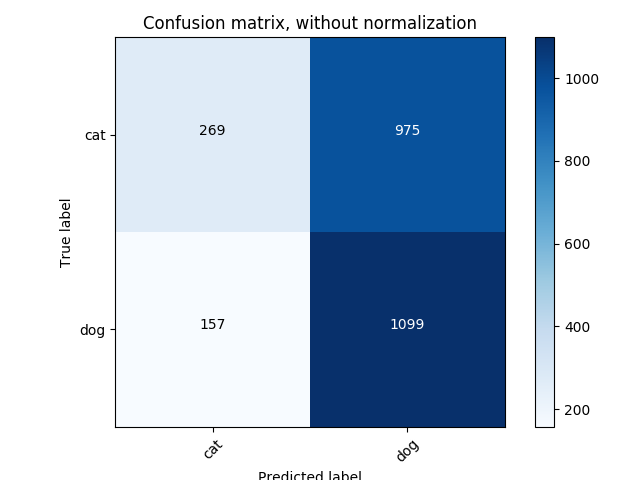 Confusion matrix, without normalization
True label
cat
269
975
dog
157
1099
cat
dog
Predicted label
1000
800
600
400
200